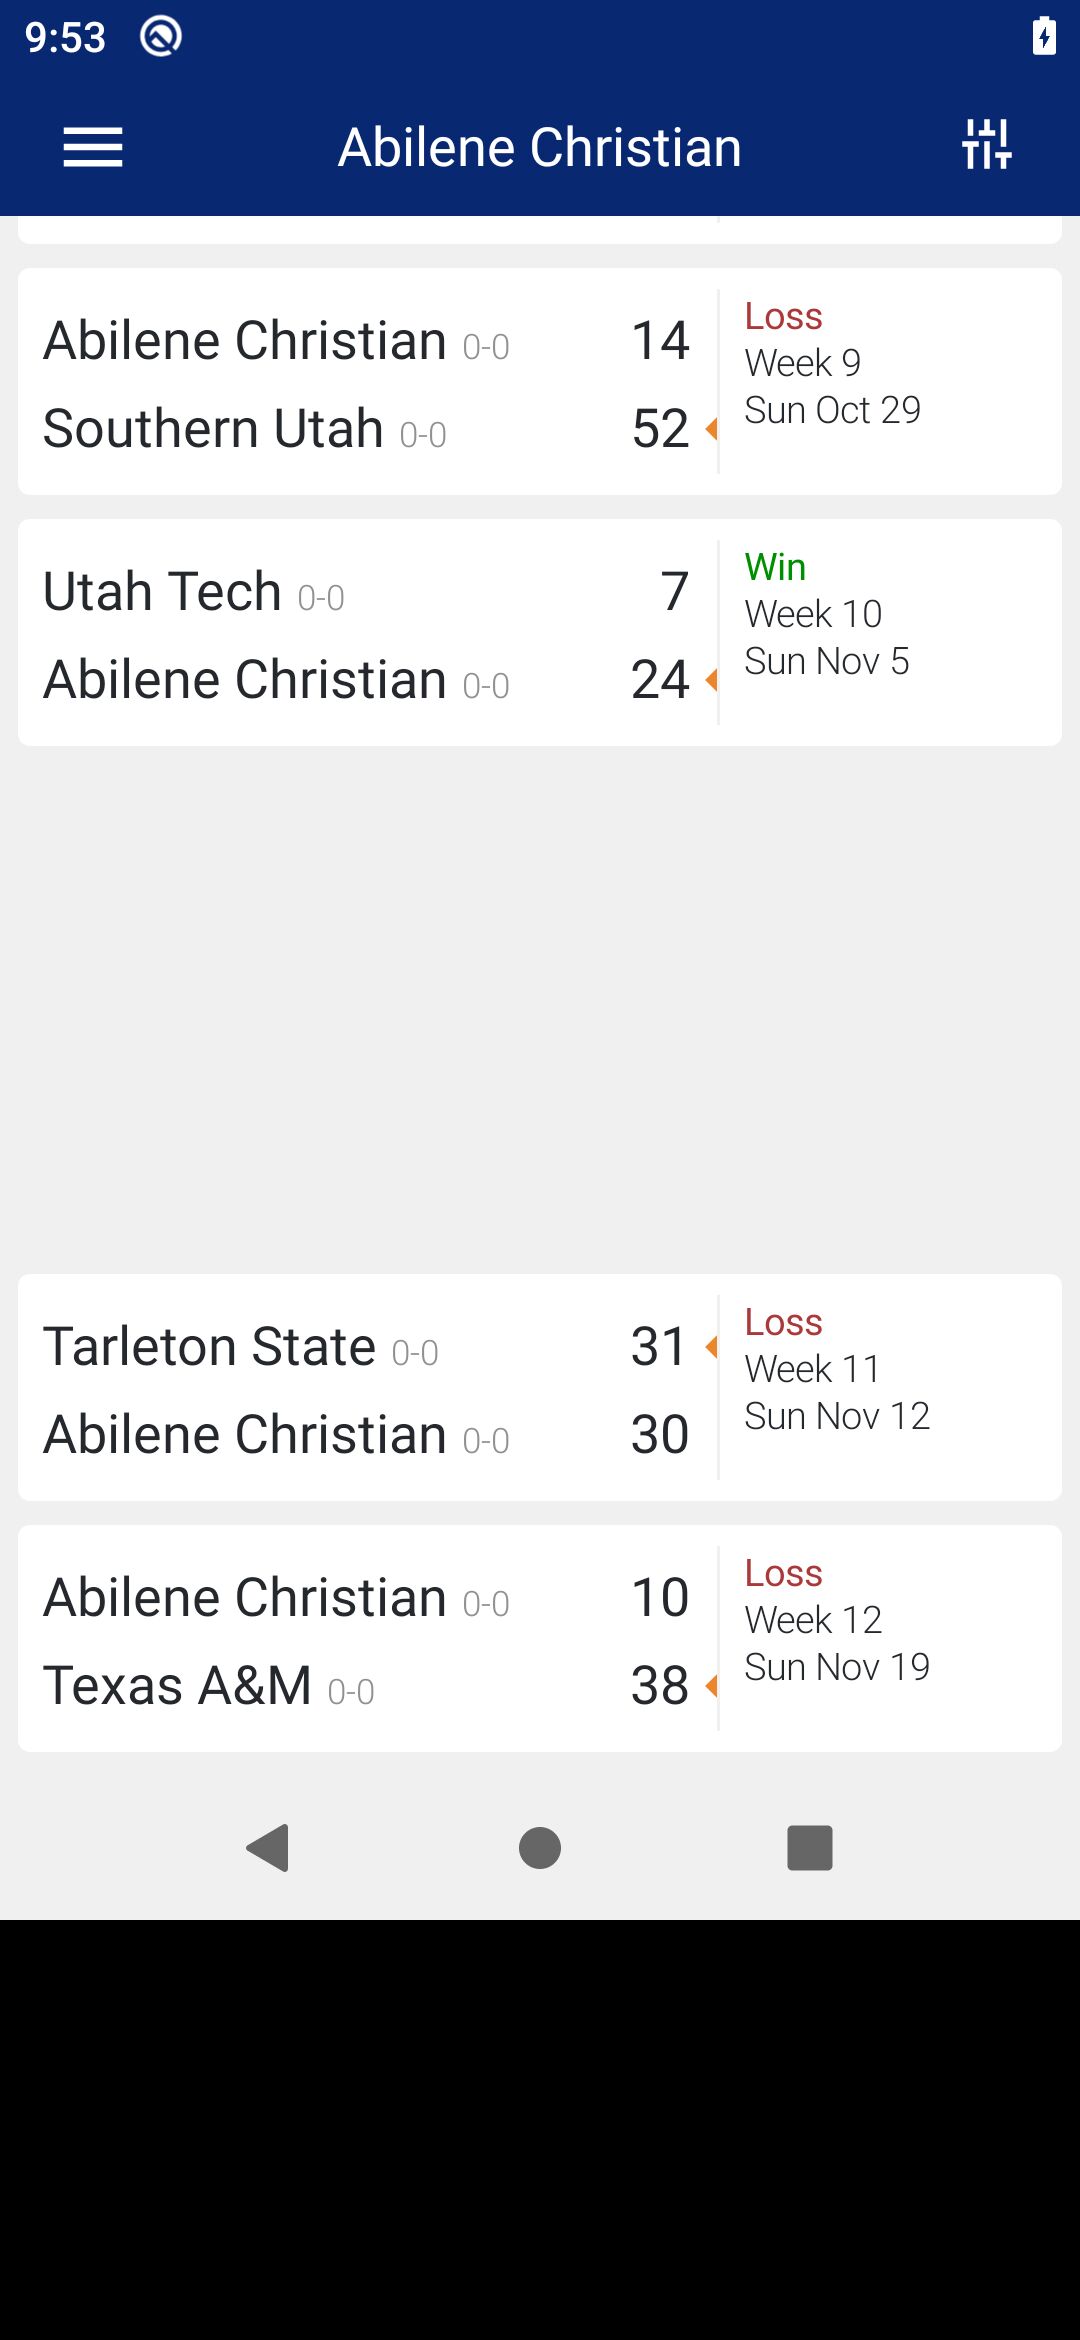 9:53
Abilene Christian
Abilene Christian 0-0 14
Southern Utah 0-0 52
Loss
Week 9
Sun Oct 29
Utah Tech 0-0 7
Abilene Christian 0-0 24
Win
Week 10
Sun Nov 5
Tarleton State 0-0 31
Abilene Christian 0-0 30
Loss
Week 11
Sun Nov 12
Abilene Christian 0-0 10
Texas A&M 0-0 38
Loss
Week 12
Sun Nov 19